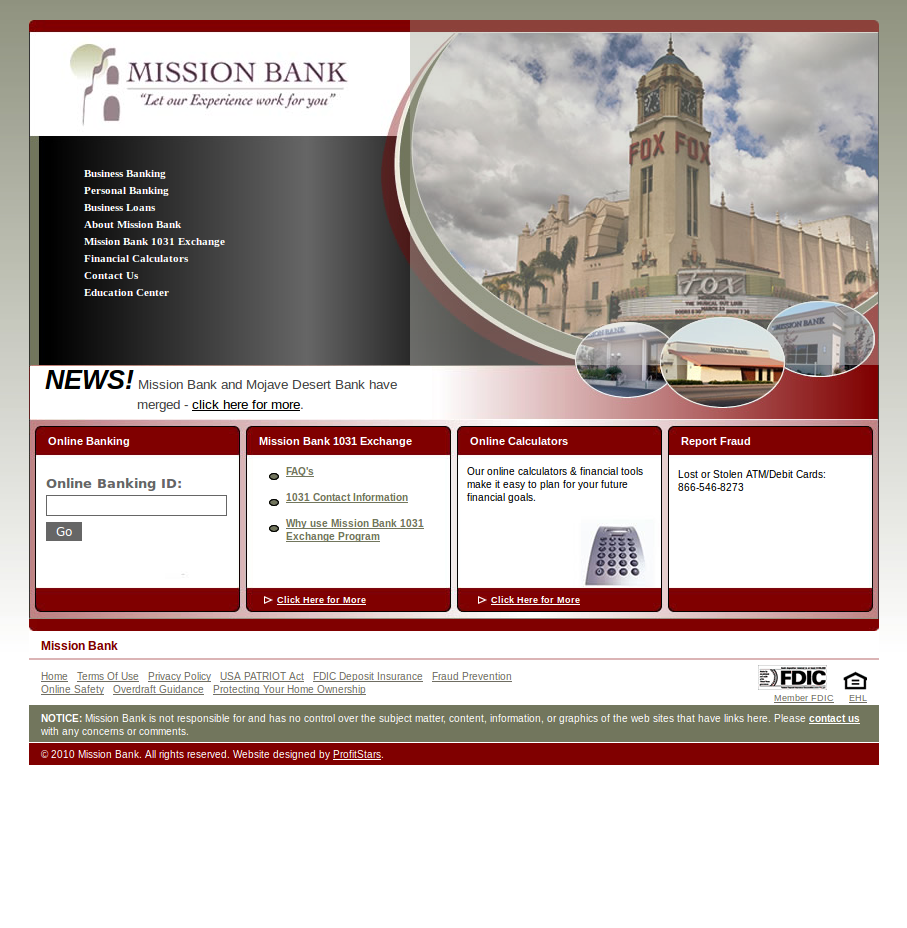 MISSION BANK
"Let our Experience work for you"
FOX FOX
Fox
Business Banking
Personal Banking
Business Loans
About Mission Bank
Mission Bank 1031 Exchange
Financial Calculators
Contact Us
Education Center
MISSION BANK
MISSION BANK
NEWS! Mission Bank and Mojave Desert Bank have
merged - click here for more.
Online Banking
Online Banking ID:
Go
Mission Bank 1031 Exchange
FAQ's
1031 Contact Information
Why use Mission Bank 1031
Exchange Program
Click Here for More
Online Calculators
Our online calculators & financial tools
make it easy to plan for your future
financial goals.
Click Here for More
Report Fraud
Lost or Stolen ATM/Debit Cards:
866-546-8273
Mission Bank
Home Terms Of Use Privacy Policy USA PATRIOT Act FDIC Deposit Insurance Fraud Prevention
Online Safety Overdraft Guidance Protecting Your Home Ownership
FDIC
Member FDIC EHL
NOTICE: Mission Bank is not responsible for and has no control over the subject matter, content, information, or graphics of the web sites that have links here. Please contact us
with any concerns or comments.
© 2010 Mission Bank. All rights reserved. Website designed by ProfitStars.